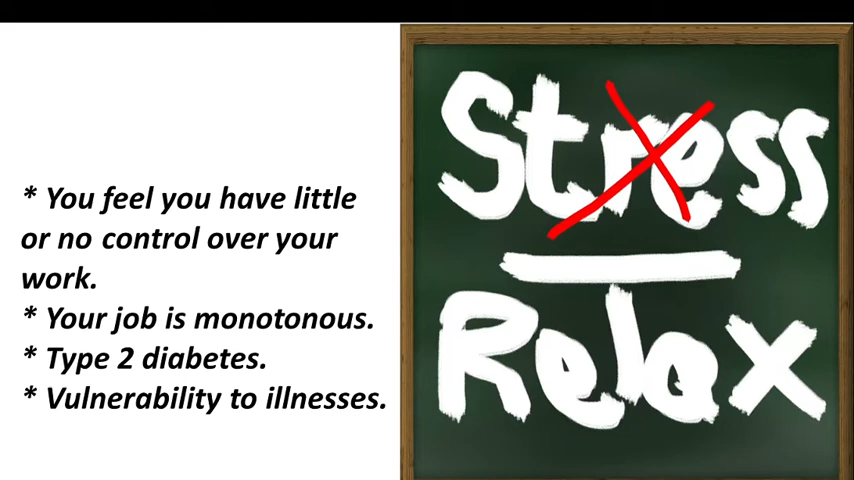 * You feel you have little
or no control over your
work.
* Your job is monotonous.
* Type 2 diabetes.
* Vulnerability to illnesses.
Stress
Relax